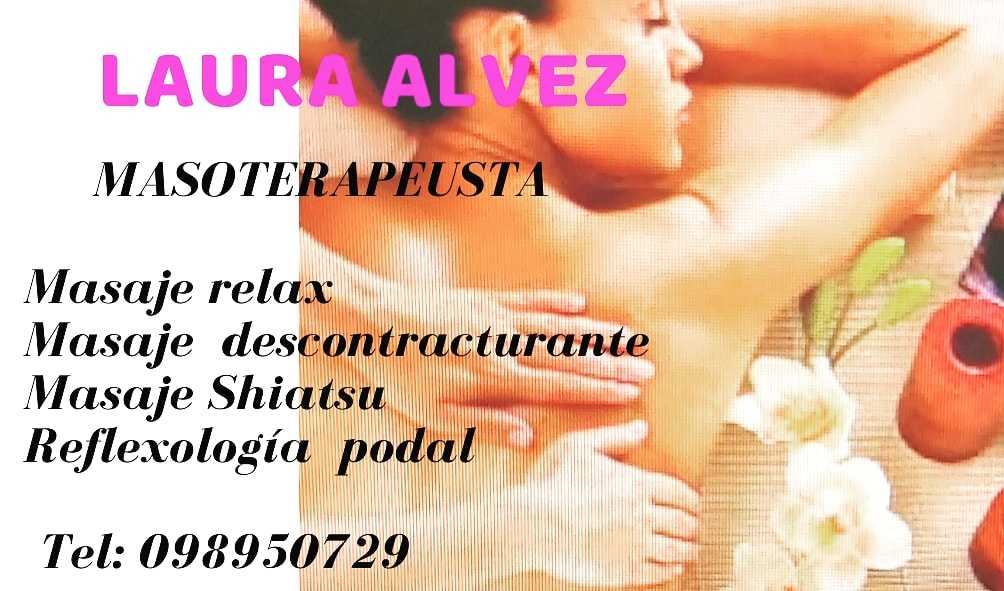 LAURA ALVEZ
MASOTERAPEUSTA
Masaje relax
Masaje descontracturante
Masaje Shiatsu
Reflexología podal
Tel: 098950729